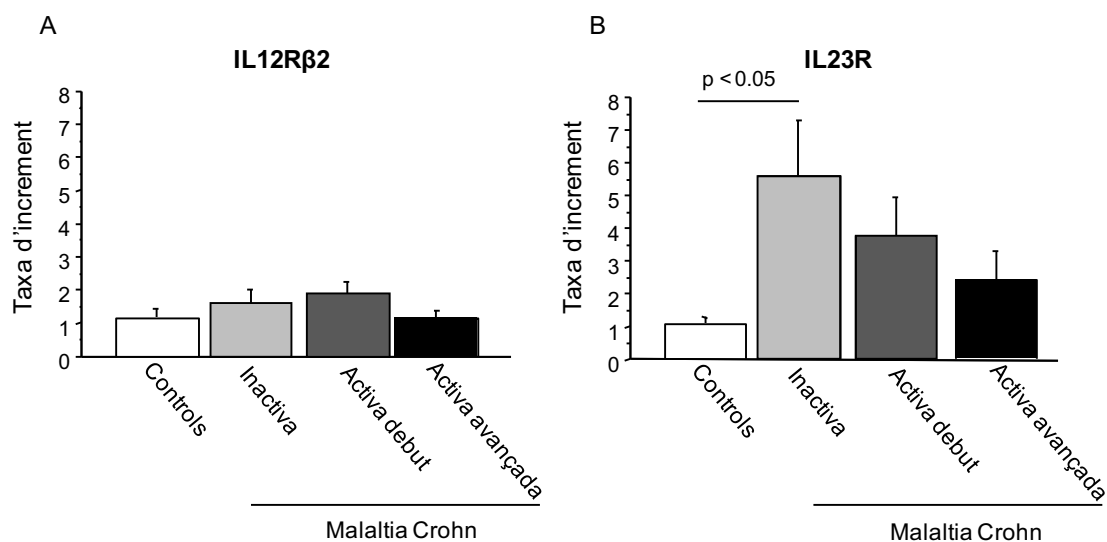 A
IL12Rβ2
Taxa d'increment
8
7
6
5
4
3
2
1
0
Controls
Inactiva
Activa debut
Activa avançada
Malaltia Crohn
B
IL23R
p < 0.05
Taxa d'increment
8
7
6
5
4
3
2
1
0
Controls
Inactiva
Activa debut
Activa avançada
Malaltia Crohn